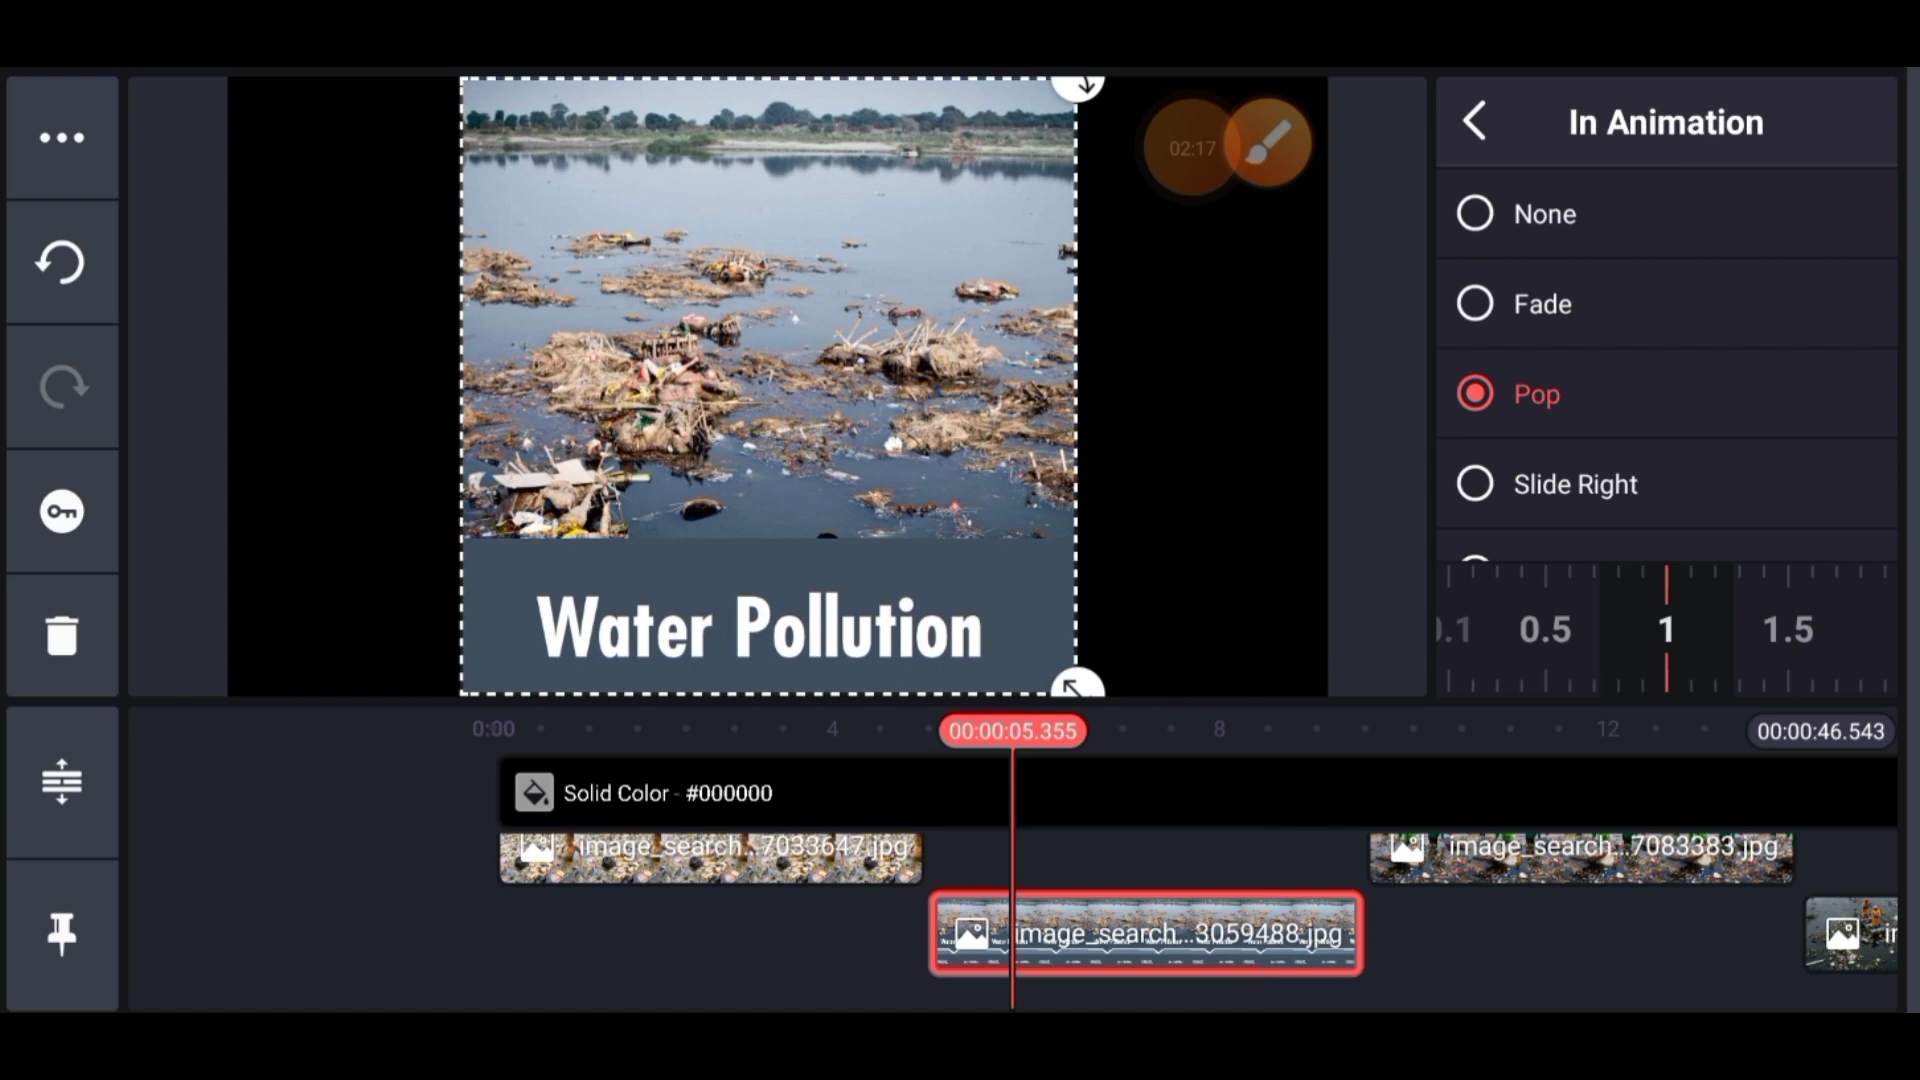 In Animation
02:17
None
Fade
Pop
Slide Right
0.5 1 1.5
Water Pollution
0:00 4 00:00:05.355 8 12 00:00:46.543
Solid Color - #000000
image_search...7033647.jpg
image_search...7083383.jpg
image_search...3059488.jpg